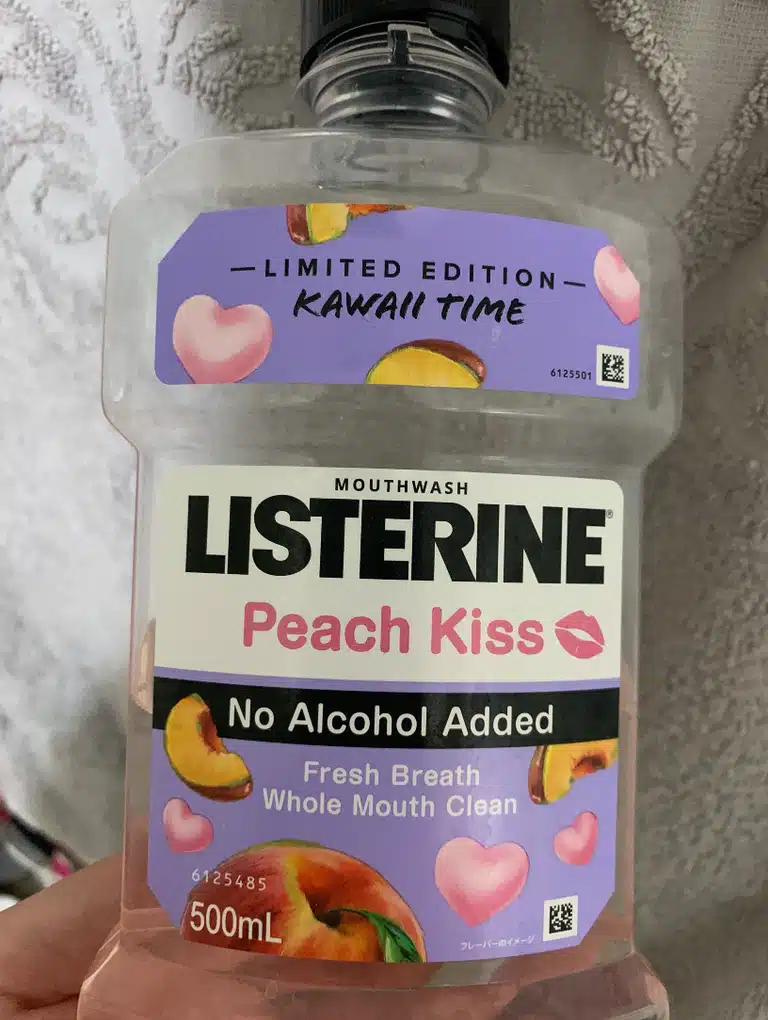 LIMITED EDITION
KAWAII TIME
6125501
MOUTHWASH
LISTERINE®
Peach Kiss
No Alcohol Added
Fresh Breath
Whole Mouth Clean
6125485
500mL
フレーバーのイメージ